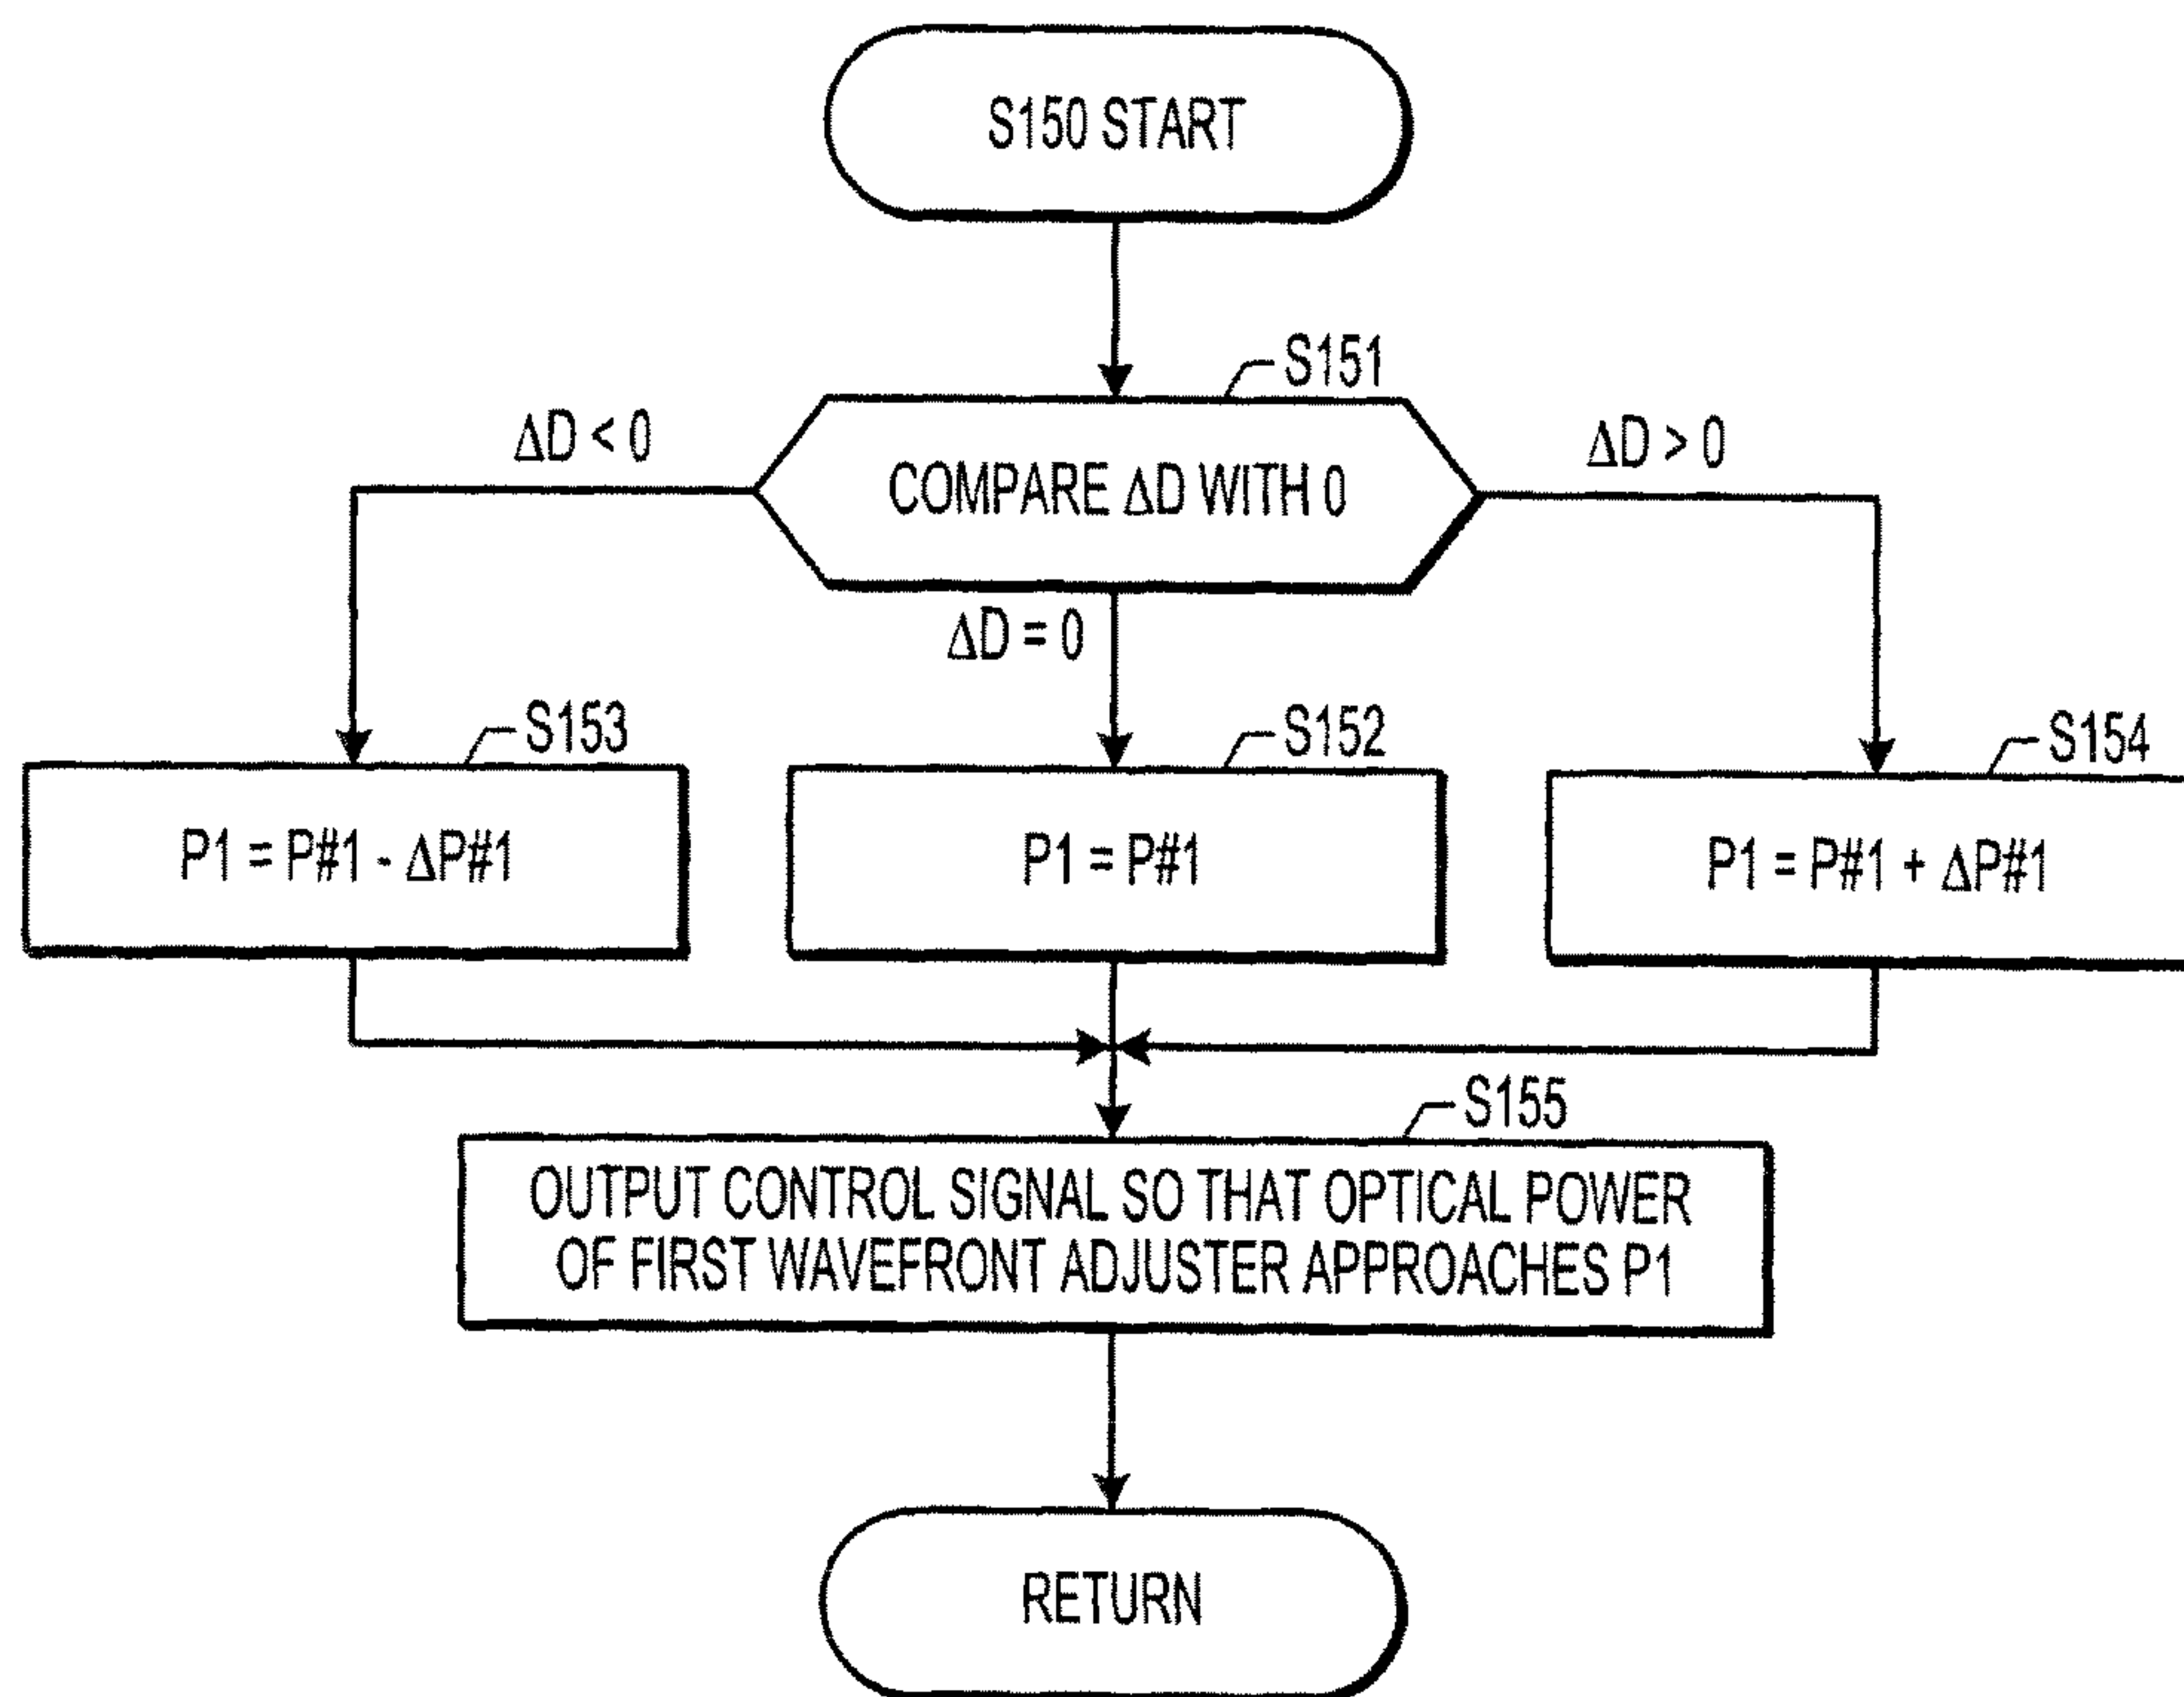 S150 START
S151
ΔD < 0
ΔD > 0
COMPARE ΔD WITH 0
ΔD = 0
S153
S152
S154
P1 = P#1 - ΔP#1
P1 = P#1
P1 = P#1 + ΔP#1
S155
OUTPUT CONTROL SIGNAL SO THAT OPTICAL POWER
OF FIRST WAVEFRONT ADJUSTER APPROACHES P1
RETURN